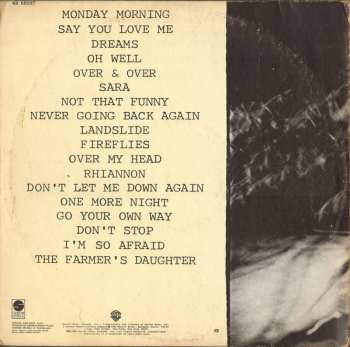 MONDAY MORNING
SAY YOU LOVE ME
DREAMS
OH WELL
OVER & OVER
SARA
NOT THAT FUNNY
NEVER GOING BACK AGAIN
LANDSLIDE
FIREFLIES
OVER MY HEAD
RHIANNON
DON'T LET ME DOWN AGAIN
ONE MORE NIGHT
GO YOUR OWN WAY
DON'T STOP
I'M SO AFRAID
THE FARMER'S DAUGHTER